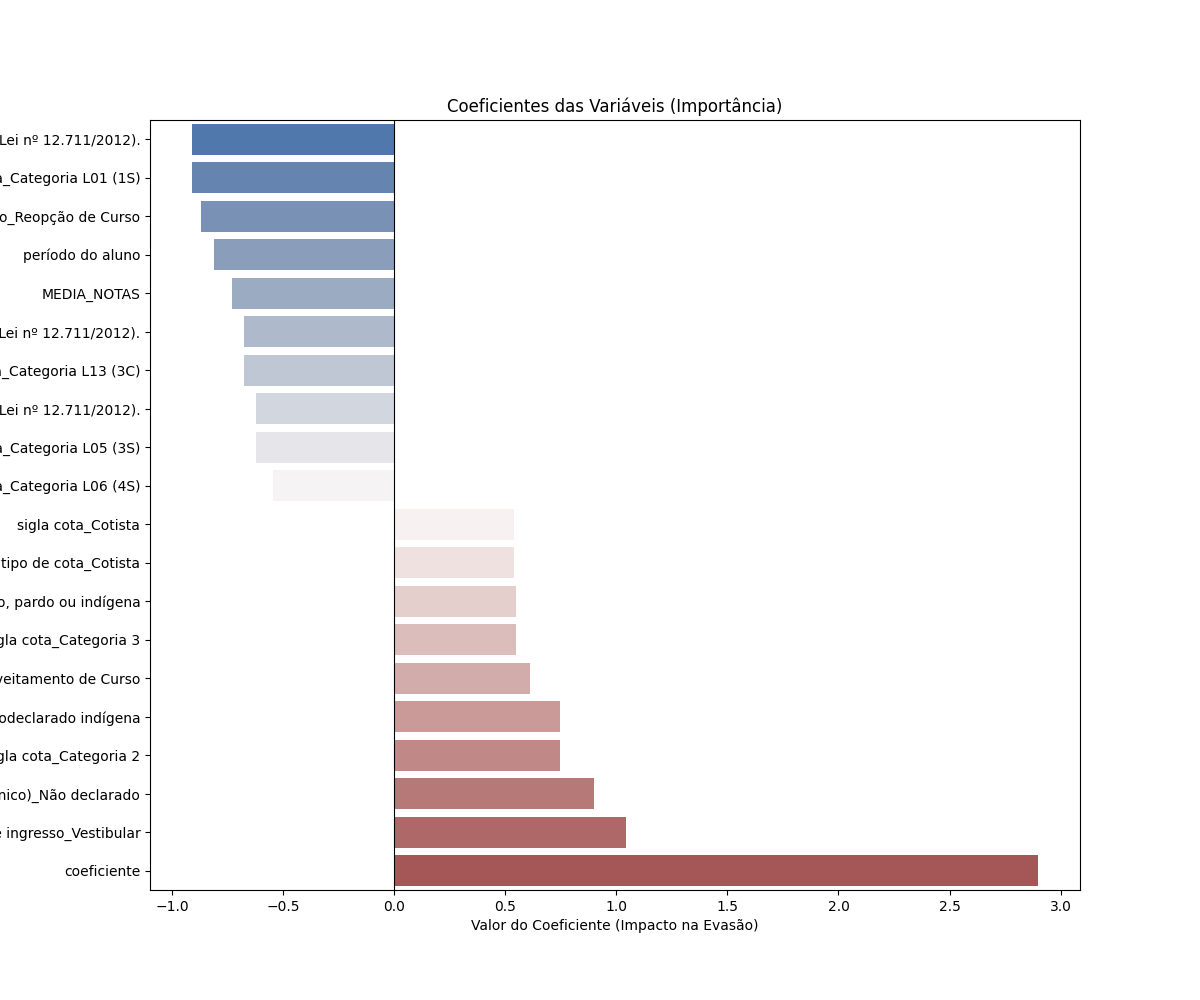 Coeficientes das Variáveis (Importância)
Lei nº 12.711/2012).
_Categoria L01 (1S)
o_Reopção de Curso
período do aluno
MEDIA_NOTAS
Lei nº 12.711/2012).
_Categoria L13 (3C)
Lei nº 12.711/2012).
_Categoria L05 (3S)
_Categoria L06 (4S)
sigla cota_Cotista
tipo de cota_Cotista
o, pardo ou indígena
gla cota_Categoria 3
veitamento de Curso
odeclarado indígena
gla cota_Categoria 2
nico)_Não declarado
e ingresso_Vestibular
coeficiente
−1.0 −0.5 0.0 0.5 1.0 1.5 2.0 2.5 3.0
Valor do Coeficiente (Impacto na Evasão)